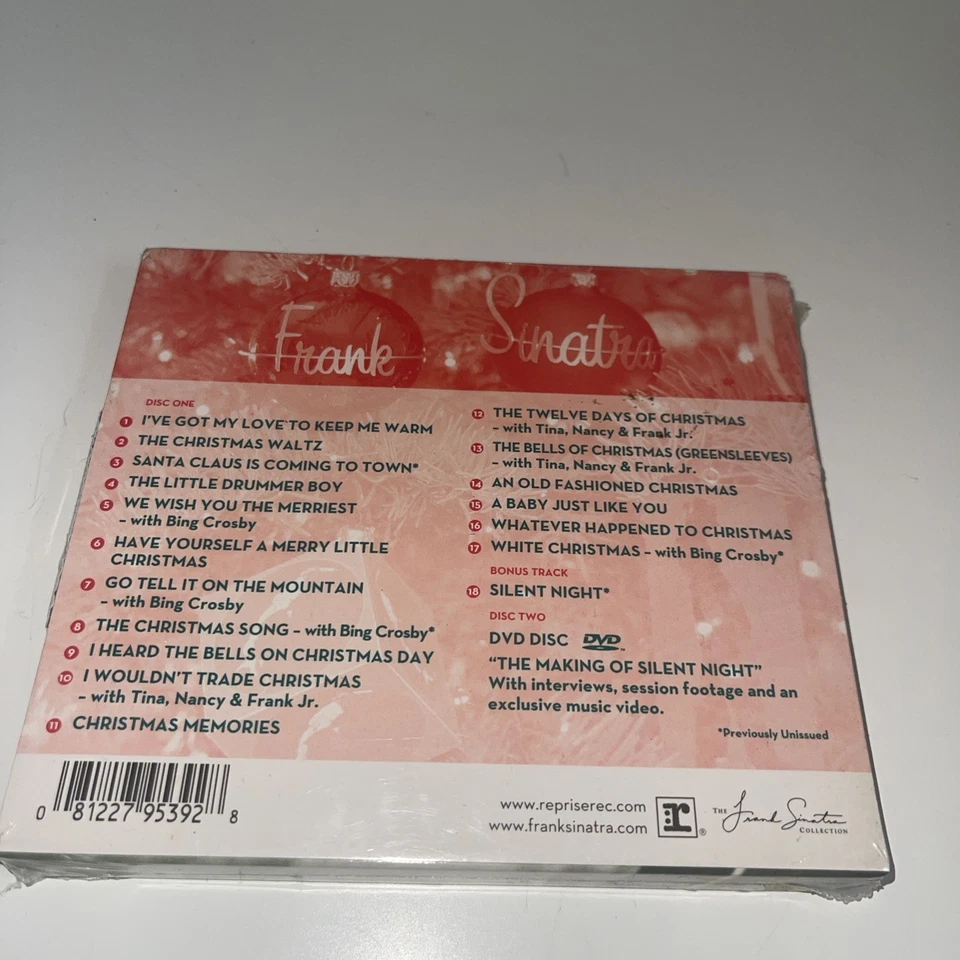 Frank Sinatra
DISC ONE
1 I'VE GOT MY LOVE TO KEEP ME WARM
2 THE CHRISTMAS WALTZ
3 SANTA CLAUS IS COMING TO TOWN*
4 THE LITTLE DRUMMER BOY
5 WE WISH YOU THE MERRIEST
– with Bing Crosby
6 HAVE YOURSELF A MERRY LITTLE
CHRISTMAS
7 GO TELL IT ON THE MOUNTAIN
– with Bing Crosby
8 THE CHRISTMAS SONG – with Bing Crosby*
9 I HEARD THE BELLS ON CHRISTMAS DAY
10 I WOULDN'T TRADE CHRISTMAS
– with Tina, Nancy & Frank Jr.
11 CHRISTMAS MEMORIES
12 THE TWELVE DAYS OF CHRISTMAS
– with Tina, Nancy & Frank Jr.
13 THE BELLS OF CHRISTMAS (GREENSLEEVES)
– with Tina, Nancy & Frank Jr.
14 AN OLD FASHIONED CHRISTMAS
15 A BABY JUST LIKE YOU
16 WHATEVER HAPPENED TO CHRISTMAS
17 WHITE CHRISTMAS – with Bing Crosby*
BONUS TRACK
18 SILENT NIGHT*
DISC TWO
DVD DISC DVD
"THE MAKING OF SILENT NIGHT"
With interviews, session footage and an
exclusive music video.
*Previously Unissued
0 81227 95392 8
www.repriserec.com
www.franksinatra.com
r ®
THE Frank Sinatra
COLLECTION